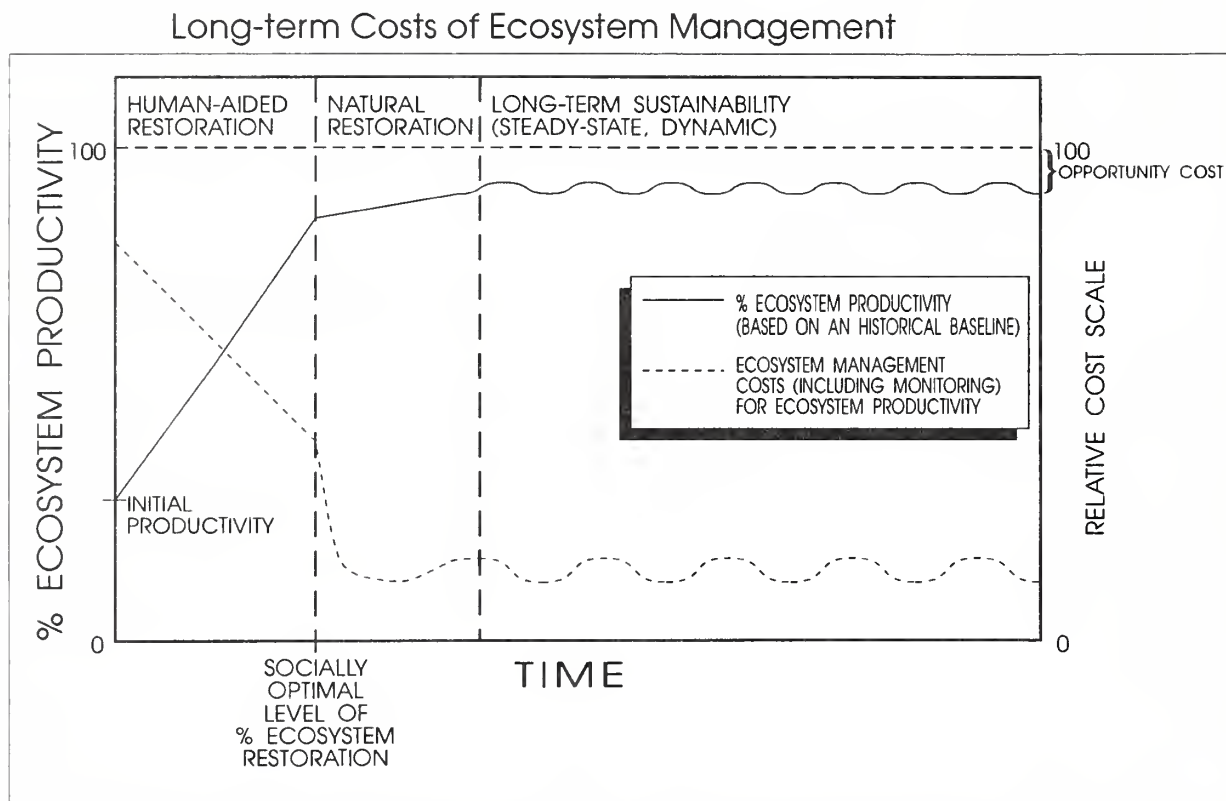 Long-term Costs of Ecosystem Management
HUMAN-AIDED
RESTORATION
NATURAL
RESTORATION
LONG-TERM SUSTAINABILITY
(STEADY-STATE, DYNAMIC)
100
100
OPPORTUNITY COST
% ECOSYSTEM PRODUCTIVITY
RELATIVE COST SCALE
% ECOSYSTEM PRODUCTIVITY
(BASED ON AN HISTORICAL BASELINE)
ECOSYSTEM MANAGEMENT
COSTS (INCLUDING MONITORING)
FOR ECOSYSTEM PRODUCTIVITY
INITIAL
PRODUCTIVITY
0
0
SOCIALLY
OPTIMAL
LEVEL OF
% ECOSYSTEM
RESTORATION
TIME